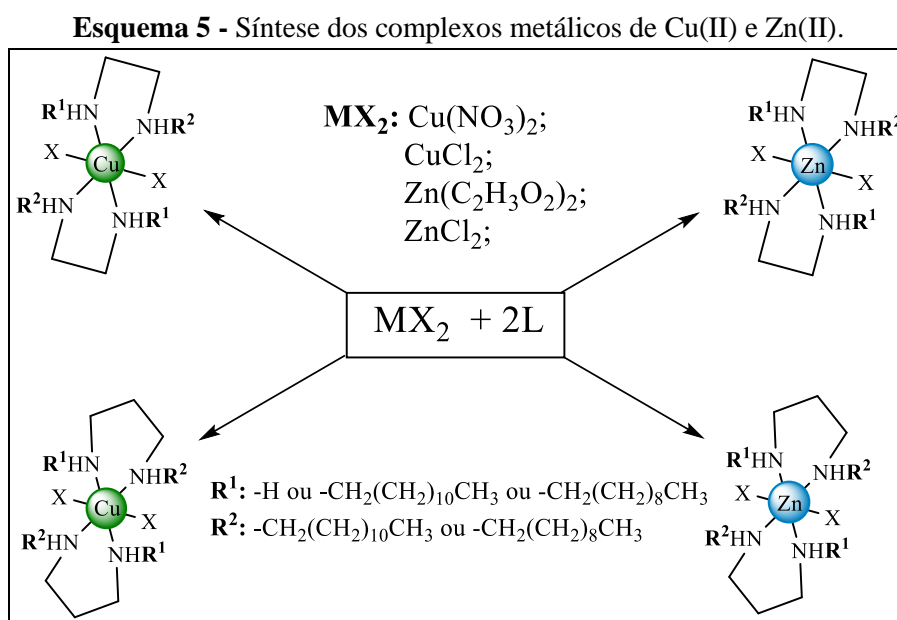 Esquema 5 - Síntese dos complexos metálicos de Cu(II) e Zn(II).
R¹HN NHR²
X Cu X
R²HN NHR¹
MX₂: Cu(NO₃)₂;
CuCl₂;
Zn(C₂H₃O₂)₂;
ZnCl₂;
R¹HN NHR²
X Zn X
R²HN NHR¹
MX₂ + 2L
R¹HN NHR²
X Cu X
R²HN NHR¹
R¹: -H ou -CH₂(CH₂)₁₀CH₃ ou -CH₂(CH₂)₈CH₃
R²: -CH₂(CH₂)₁₀CH₃ ou -CH₂(CH₂)₈CH₃
R¹HN NHR²
X Zn X
R²HN NHR¹